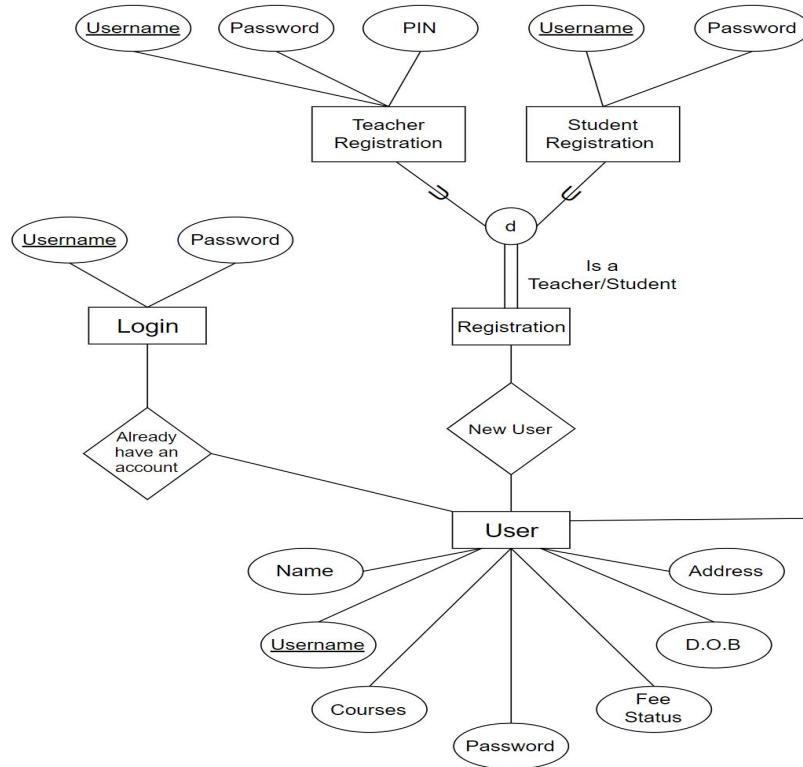 Username
Password
PIN
Username
Password
Teacher
Registration
Student
Registration
d
Username
Password
Is a
Teacher/Student
Login
Registration
Already
have an
account
New User
User
Name
Address
Username
D.O.B
Courses
Fee
Status
Password